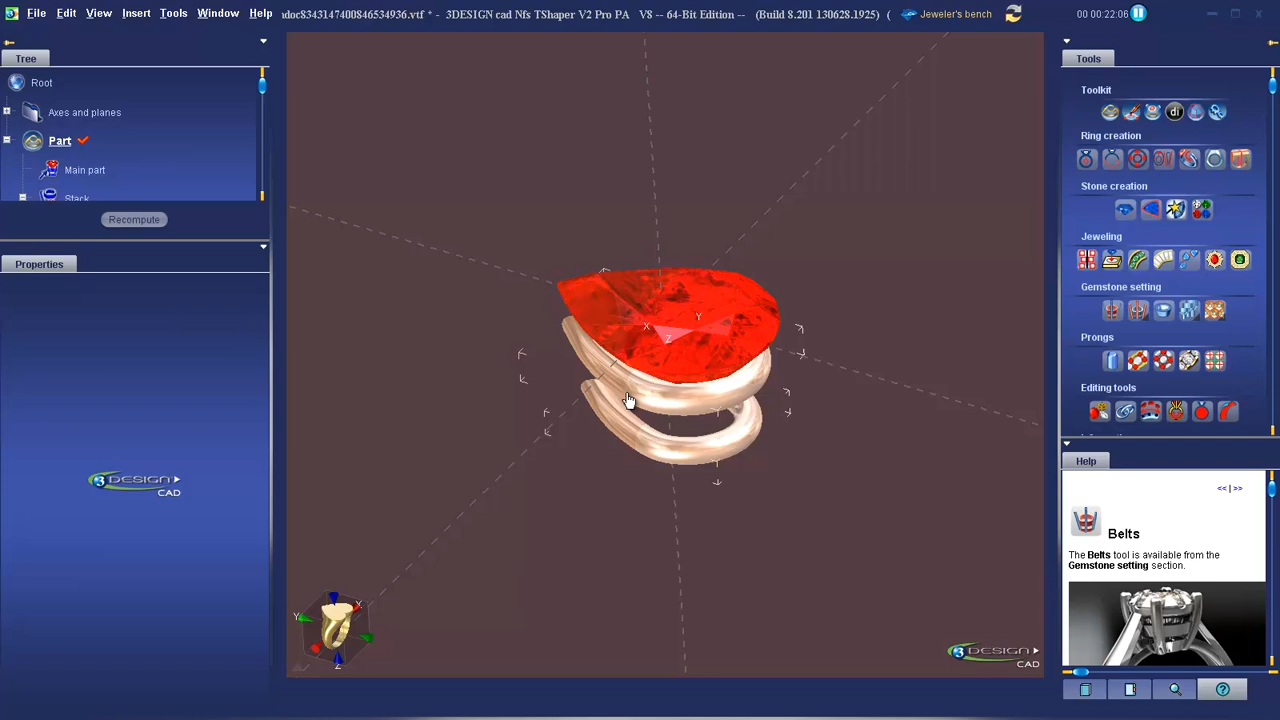 File Edit View Insert Tools Window Help
ndoc8343147400846534936.vtf * - 3DESIGN cad Nfs TShaper V2 Pro PA V8 -- 64-Bit Edition -- (Build 8.201 130628.1925) (
Jeweler's bench
00 00:22:06
Tree
Root
Axes and planes
Part
Main part
Stack
Recompute
Properties
3DESIGN
CAD
X Y
Z
X
Y
Z
3DESIGN
CAD
Tools
Toolkit
di
Ring creation
Stone creation
Jeweling
Gemstone setting
Prongs
Editing tools
Help
<< | >>
Belts
The Belts tool is available from the
Gemstone setting section.